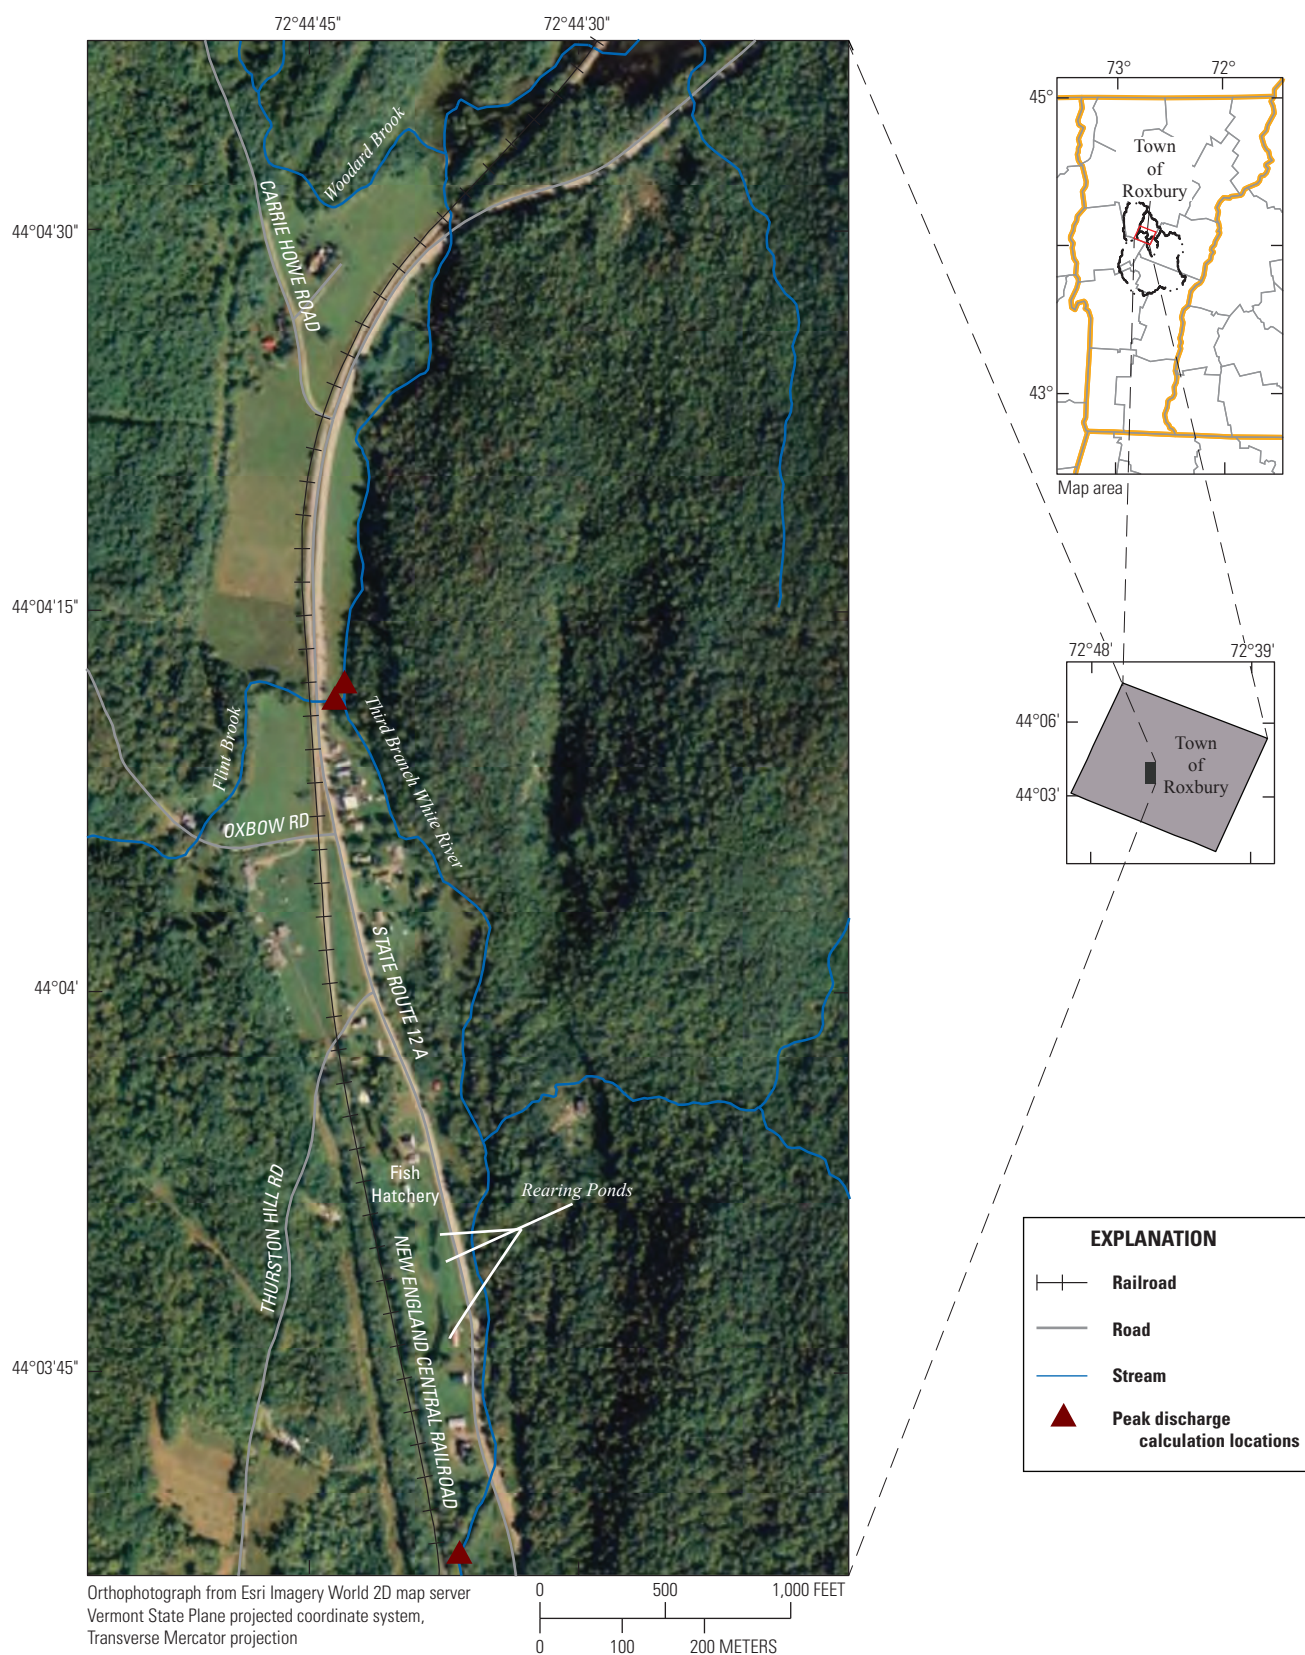 72°44'45"
72°44'30"
44°04'30"
44°04'15"
44°04'
44°03'45"
Woodard Brook
CARRIE HOWE ROAD
Flint Brook
Third Branch White River
OXBOW RD
STATE ROUTE 12 A
Fish
Hatchery
Rearing Ponds
THURSTON HILL RD
NEW ENGLAND CENTRAL RAILROAD
Orthophotograph from Esri Imagery World 2D map server
Vermont State Plane projected coordinate system,
Transverse Mercator projection
0 500 1,000 FEET
0 100 200 METERS
73° 72°
45°
43°
Town
of
Roxbury
Map area
72°48' 72°39'
44°06'
44°03'
Town
of
Roxbury
EXPLANATION
Railroad
Road
Stream
Peak discharge
calculation locations